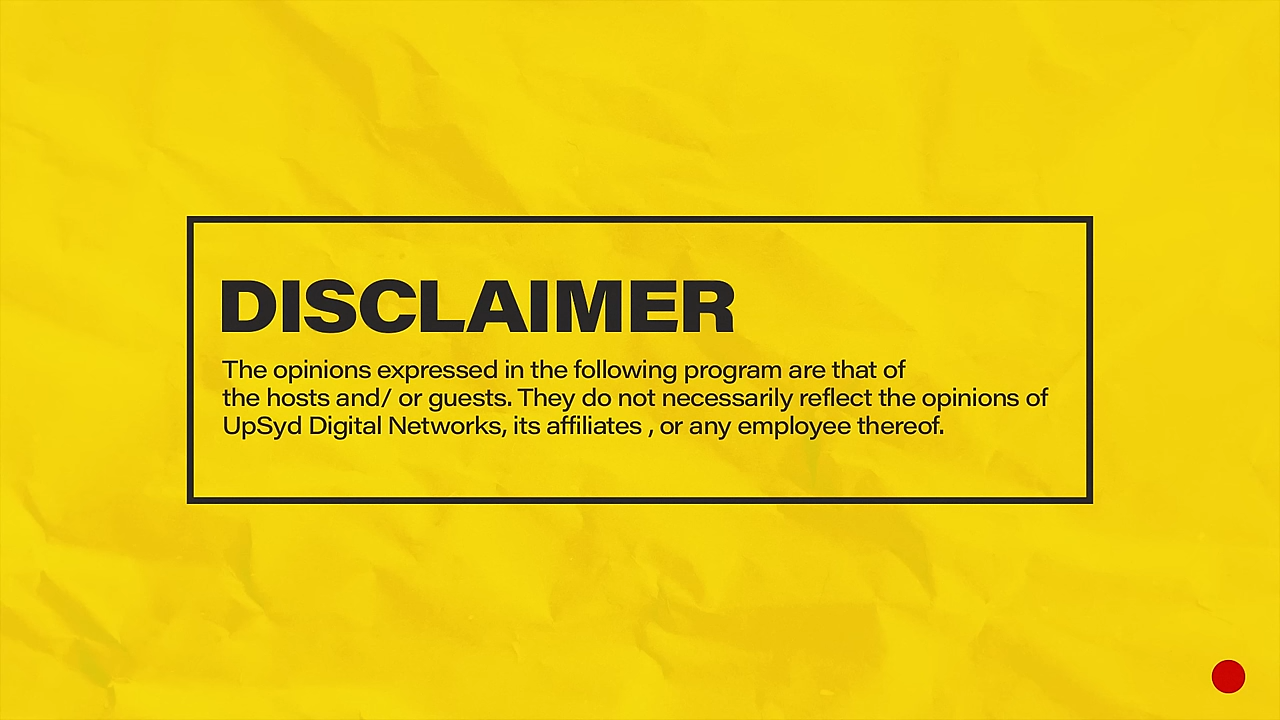 DISCLAIMER
The opinions expressed in the following program are that of
the hosts and/ or guests. They do not necessarily reflect the opinions of
UpSyd Digital Networks, its affiliates , or any employee thereof.